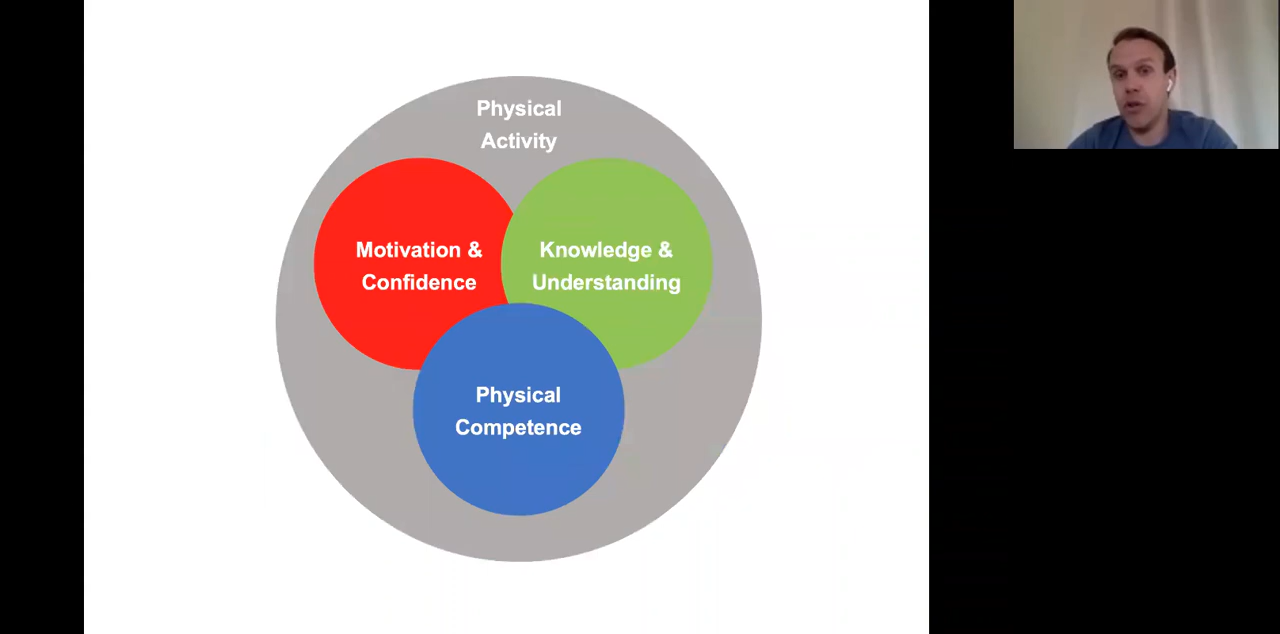 Physical
Activity
Motivation &
Confidence
Knowledge &
Understanding
Physical
Competence